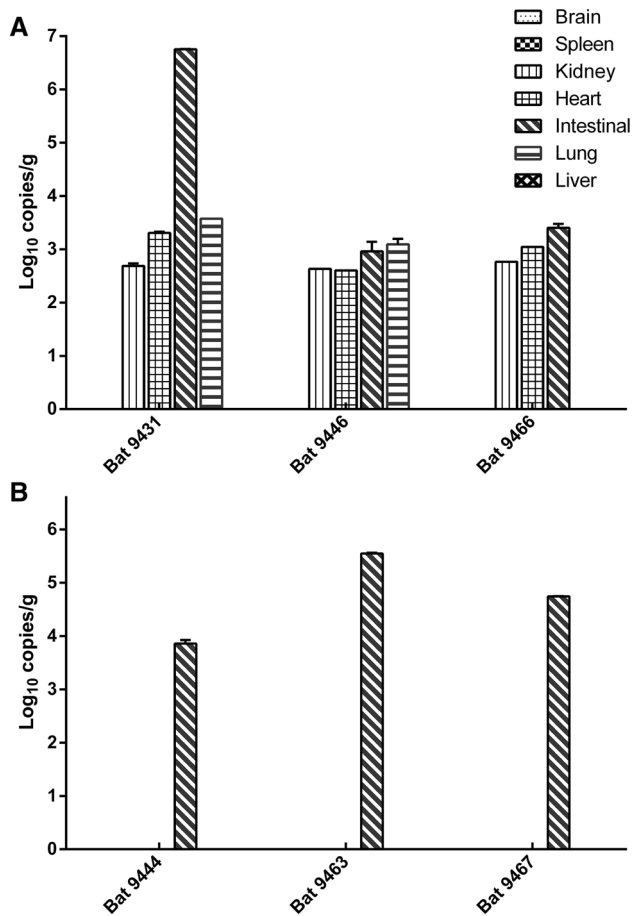 A
Brain
Spleen
Kidney
Heart
Intestinal
Lung
Liver
Log10 copies/g
7
6
5
4
3
2
1
0
Bat 9431
Bat 9446
Bat 9466
B
Log10 copies/g
6
5
4
3
2
1
0
Bat 9444
Bat 9463
Bat 9467